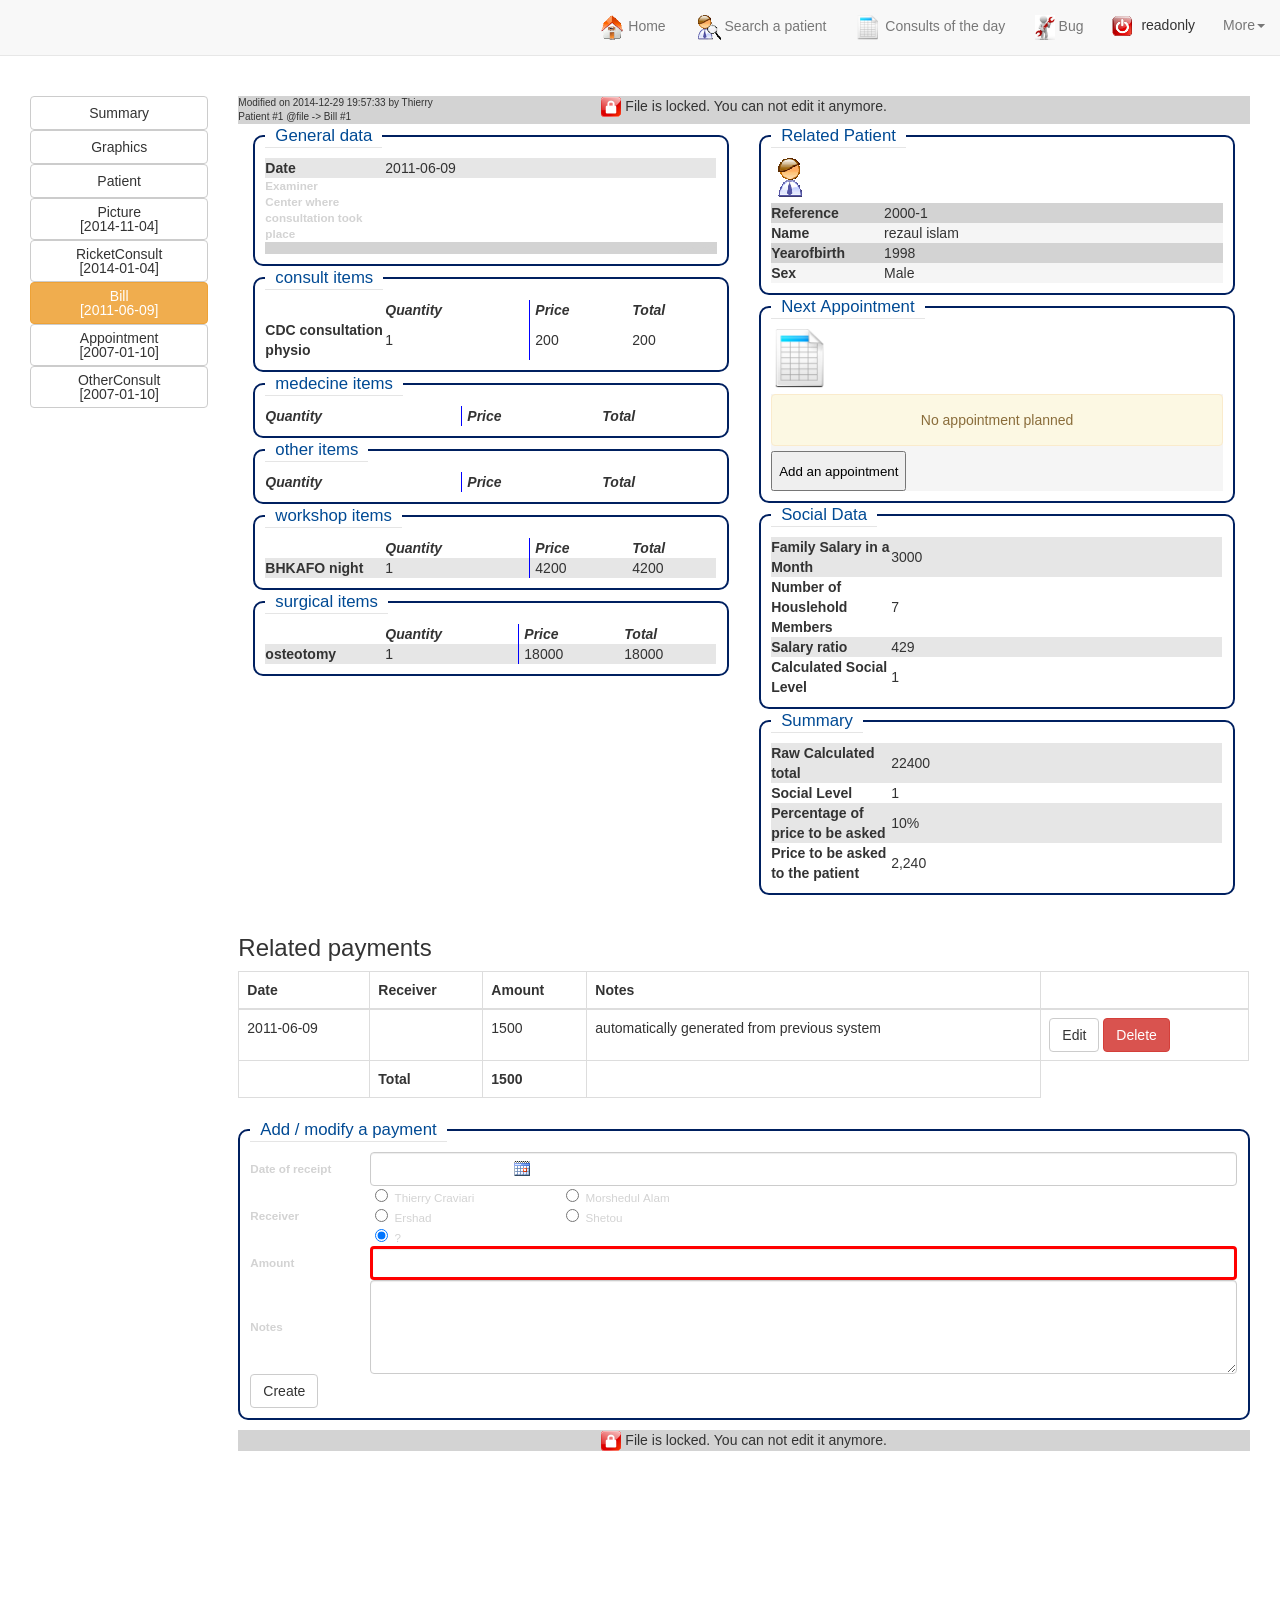 Home
Search a patient
Consults of the day
Bug
readonly
More
Summary
Graphics
Patient
Picture
[2014-11-04]
RicketConsult
[2014-01-04]
Bill
[2011-06-09]
Appointment
[2007-01-10]
OtherConsult
[2007-01-10]
Modified on 2014-12-29 19:57:33 by Thierry
Patient #1 @file -> Bill #1
File is locked. You can not edit it anymore.
General data
Date 2011-06-09
Examiner
Center where
consultation took
place
consult items
Quantity Price Total
CDC consultation
physio
1 200 200
medecine items
Quantity Price Total
other items
Quantity Price Total
workshop items
Quantity Price Total
BHKAFO night 1 4200 4200
surgical items
Quantity Price Total
osteotomy 1 18000 18000
Related Patient
Reference 2000-1
Name rezaul islam
Yearofbirth 1998
Sex Male
Next Appointment
No appointment planned
Add an appointment
Social Data
Family Salary in a
Month
3000
Number of
Houslehold
Members
7
Salary ratio 429
Calculated Social
Level
1
Summary
Raw Calculated
total
22400
Social Level 1
Percentage of
price to be asked
10%
Price to be asked
to the patient
2,240
Related payments
Date Receiver Amount Notes
2011-06-09 1500 automatically generated from previous system Edit Delete
Total 1500
Add / modify a payment
Date of receipt
Receiver
Thierry Craviari Morshedul Alam
Ershad Shetou
?
Amount
Notes
Create
File is locked. You can not edit it anymore.